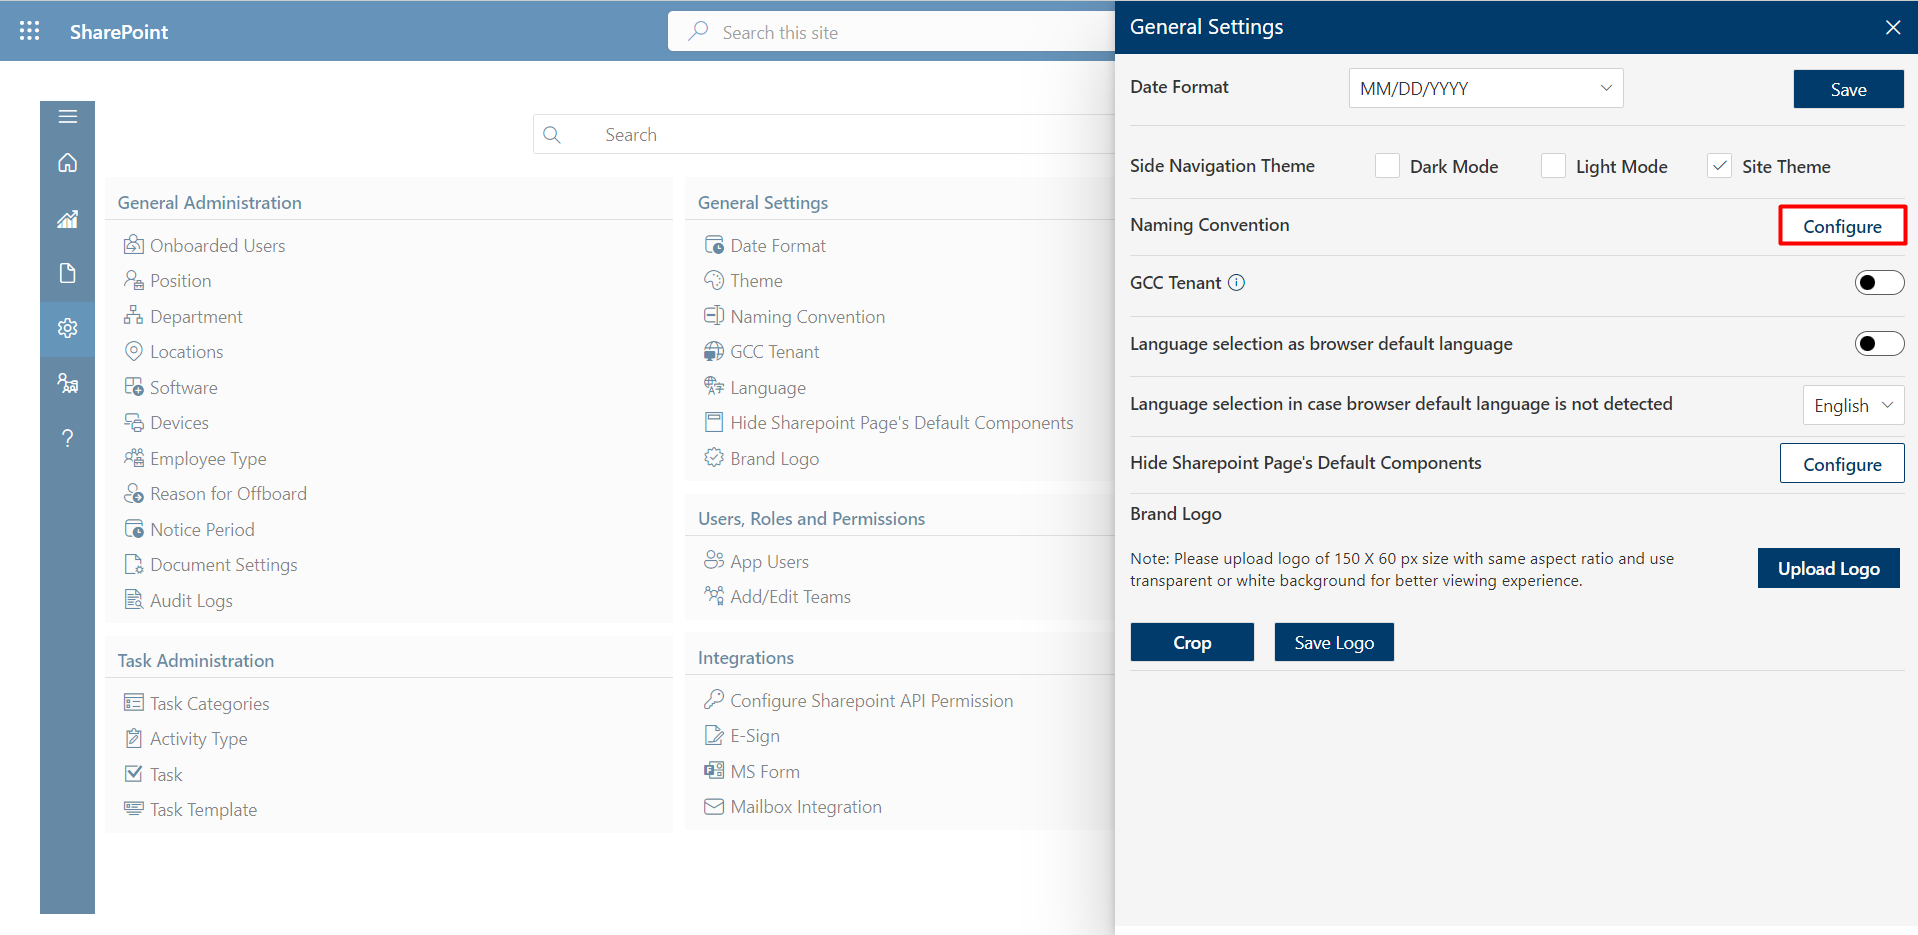 SharePoint
Search this site
Search
General Administration
Onboarded Users
Position
Department
Locations
Software
Devices
Employee Type
Reason for Offboard
Notice Period
Document Settings
Audit Logs
Task Administration
Task Categories
Activity Type
Task
Task Template
General Settings
Date Format
Theme
Naming Convention
GCC Tenant
Language
Hide Sharepoint Page's Default Components
Brand Logo
Users, Roles and Permissions
App Users
Add/Edit Teams
Integrations
Configure Sharepoint API Permission
E-Sign
MS Form
Mailbox Integration
General Settings
Date Format MM/DD/YYYY Save
Side Navigation Theme Dark Mode Light Mode Site Theme
Naming Convention Configure
GCC Tenant
Language selection as browser default language
Language selection in case browser default language is not detected English
Hide Sharepoint Page's Default Components Configure
Brand Logo
Note: Please upload logo of 150 X 60 px size with same aspect ratio and use
transparent or white background for better viewing experience.
Upload Logo
Crop Save Logo